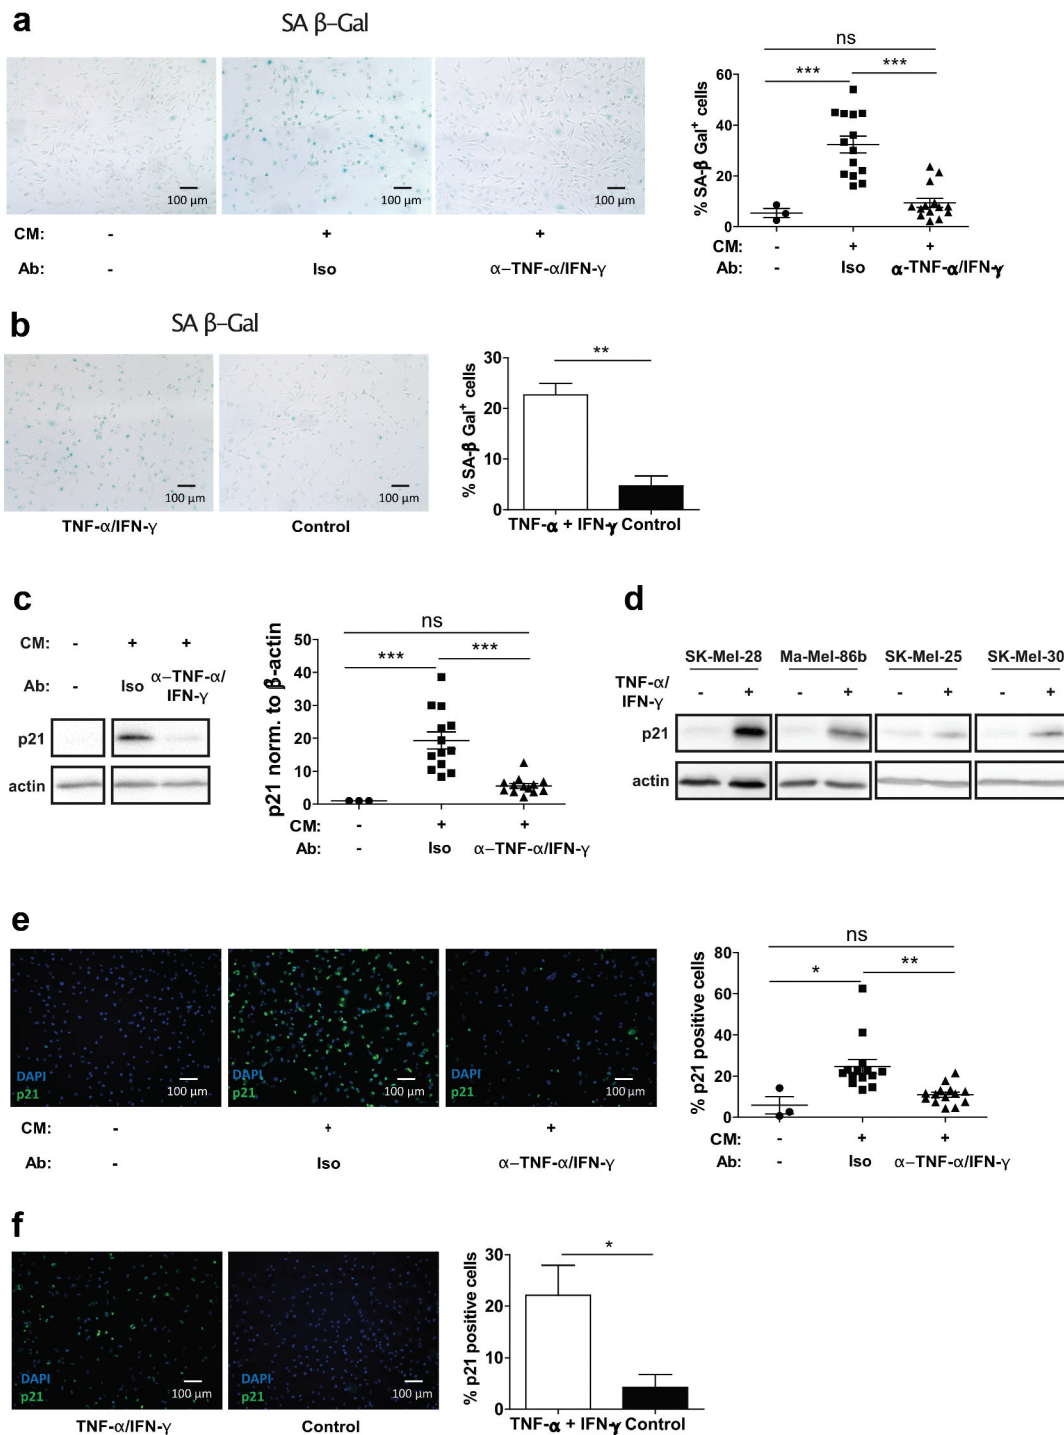 a
SA β–Gal
100 µm
100 µm
100 µm
CM: - + +
Ab: - Iso α–TNF-α/IFN-γ
ns
*** ***
% SA-β Gal+ cells
60
40
20
0
CM: - + +
Ab: - Iso α-TNF-α/IFN-γ
b
SA β–Gal
100 µm
100 µm
TNF-α/IFN-γ Control
**
% SA-β Gal+ cells
30
20
10
0
TNF-α + IFN-γ Control
c
CM: - + +
Ab: - Iso α–TNF-α/
IFN-γ
p21
actin
ns
*** ***
p21 norm. to β-actin
50
40
30
20
10
0
CM: - + +
Ab: - Iso α–TNF-α/IFN-γ
d
SK-Mel-28 Ma-Mel-86b SK-Mel-25 SK-Mel-30
TNF-α/
IFN-γ
- + - + - + - +
p21
actin
e
DAPI
p21
100 µm
DAPI
p21
100 µm
DAPI
p21
100 µm
CM: - + +
Ab: - Iso α–TNF-α/IFN-γ
ns
* **
% p21 positive cells
80
60
40
20
0
CM: - + +
Ab: - Iso α–TNF-α/IFN-γ
f
DAPI
p21
100 µm
DAPI
p21
100 µm
TNF-α/IFN-γ Control
*
% p21 positive cells
30
20
10
0
TNF-α + IFN-γ Control